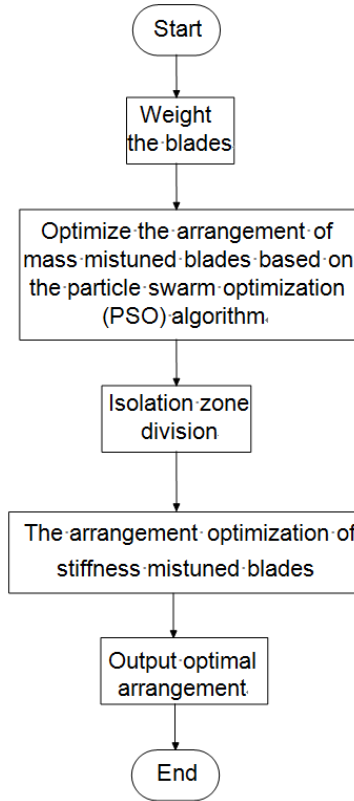 Start
Weight
the blades
Optimize the arrangement of
mass mistuned blades based on
the particle swarm optimization
(PSO) algorithm
Isolation zone
division
The arrangement optimization of
stiffness mistuned blades
Output optimal
arrangement
End